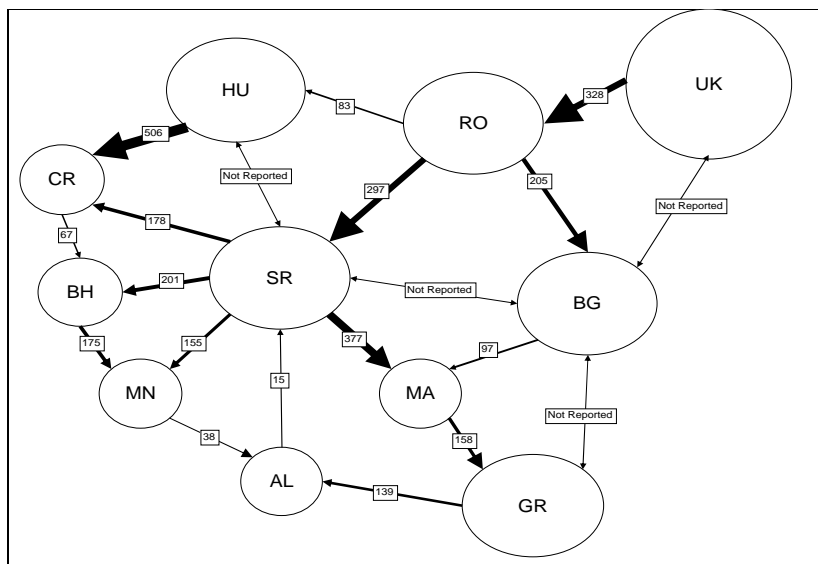 HU
UK
RO
328
83
506
CR
Not Reported
297
205
Not Reported
178
67
SR
201
BH
Not Reported
BG
175
155
377
97
MN
MA
15
Not Reported
38
158
AL
139
GR